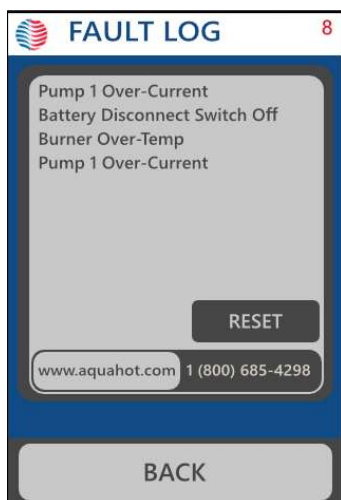 FAULT LOG 8
Pump 1 Over-Current
Battery Disconnect Switch Off
Burner Over-Temp
Pump 1 Over-Current
RESET
www.aquahot.com 1 (800) 685-4298
BACK